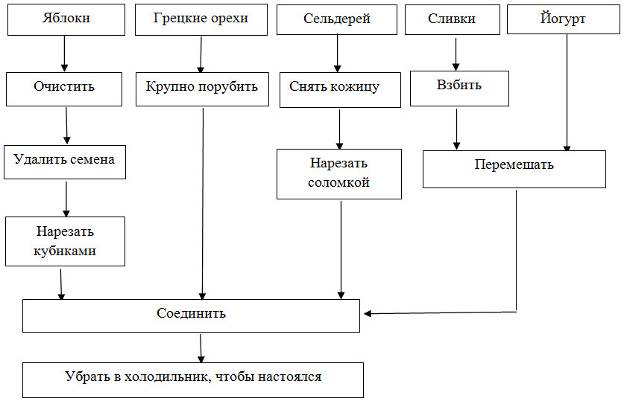 Яблоки
Грецкие орехи
Сельдерей
Сливки
Йогурт
Очистить
Крупно порубить
Снять кожицу
Взбить
Удалить семена
Нарезать
соломкой
Перемешать
Нарезать
кубиками
Соединить
Убрать в холодильник, чтобы настоялся